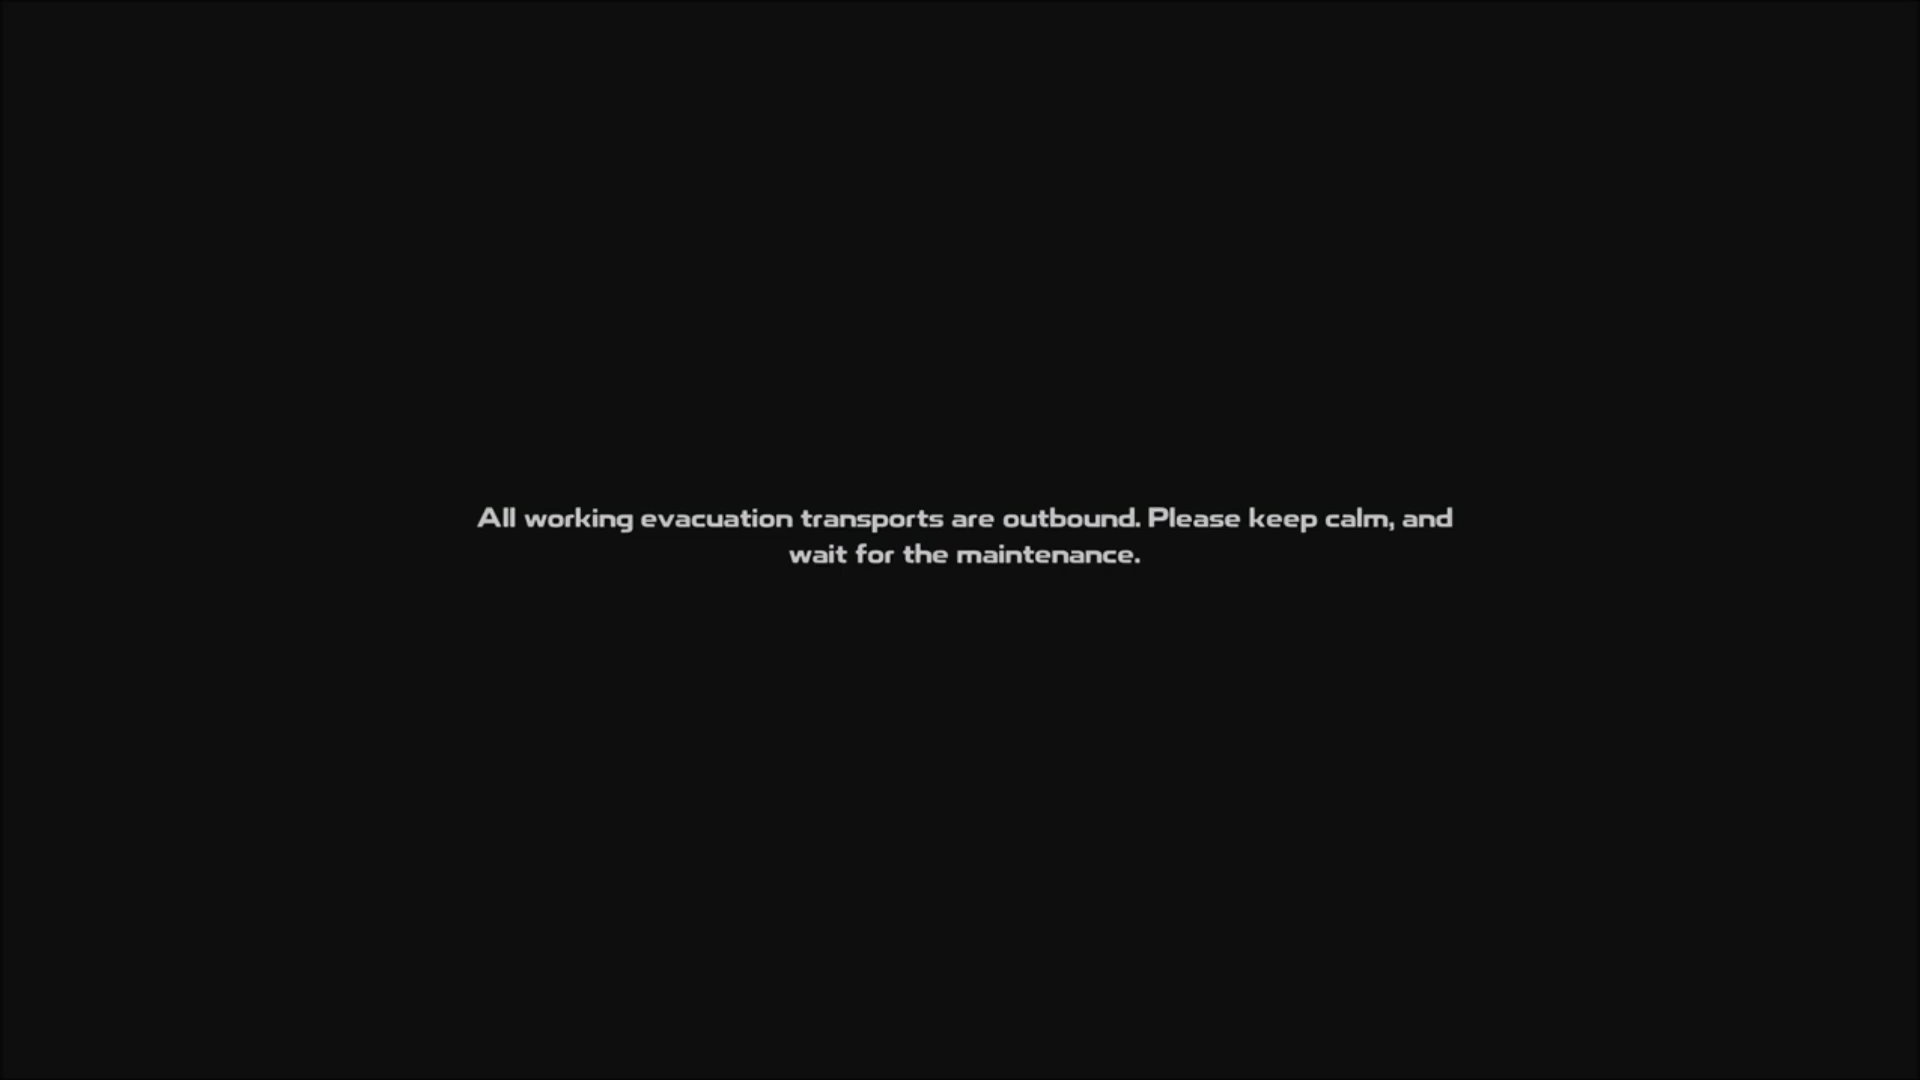 All working evacuation transports are outbound. Please keep calm, and
wait for the maintenance.